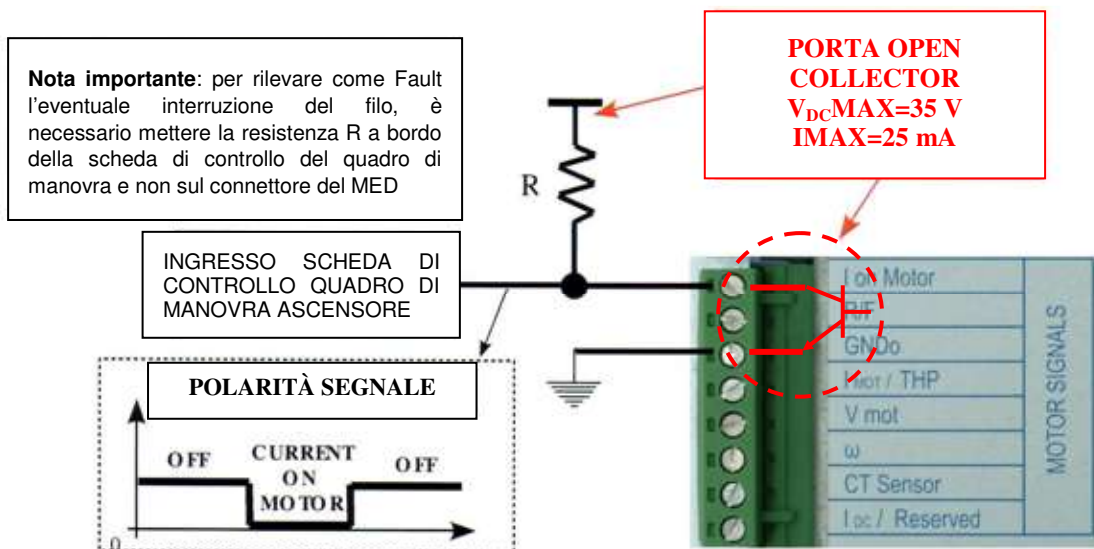 Nota importante: per rilevare come Fault
l'eventuale interruzione del filo, è
necessario mettere la resistenza R a bordo
della scheda di controllo del quadro di
manovra e non sul connettore del MED
PORTA OPEN
COLLECTOR
VDCMAX=35 V
IMAX=25 mA
R
INGRESSO SCHEDA DI
CONTROLLO QUADRO DI
MANOVRA ASCENSORE
POLARITÀ SEGNALE
OFF
CURRENT
ON
MOTOR
OFF
0
I on Motor
R/F
GNDo
I MOT / THP
V mot
ω
CT Sensor
I DC / Reserved
MOTOR SIGNALS